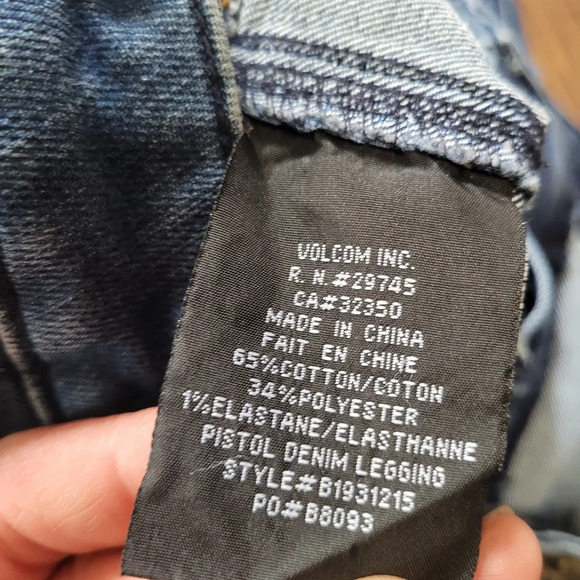 VOLCOM INC.
R. N.#29745
CA#32350
MADE IN CHINA
FAIT EN CHINE
65%COTTON/COTON
34%POLYESTER
1%ELASTANE/ELASTHANNE
PISTOL DENIM LEGGING
STYLE#B1931215
PO#B8093